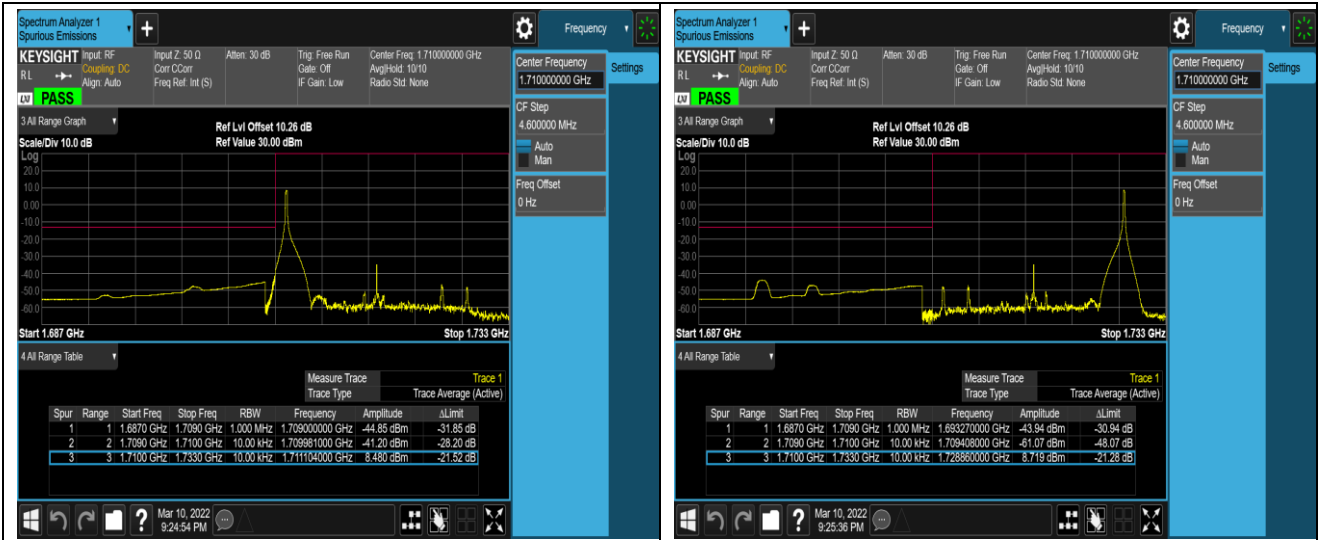 Spectrum Analyzer 1
Spurious Emissions
+
Frequency
KEYSIGHT Input: RF Input Z: 50 Ω Atten: 30 dB Trig: Free Run Center Freq: 1.710000000 GHz
RL Coupling: DC Corr CCorr Gate: Off Avg|Hold: 10/10
Align: Auto Freq Ref: Int (S) IF Gain: Low Radio Std: None
LXI PASS
Center Frequency
1.710000000 GHz
Settings
CF Step
4.600000 MHz
Auto
Man
Freq Offset
0 Hz
3 All Range Graph
Ref Lvl Offset 10.26 dB
Scale/Div 10.0 dB Ref Value 30.00 dBm
Log
20.0
10.0
0.00
-10.0
-20.0
-30.0
-40.0
-50.0
-60.0
Start 1.687 GHz Stop 1.733 GHz
4 All Range Table
Measure Trace Trace 1
Trace Type Trace Average (Active)
Spur Range Start Freq Stop Freq RBW Frequency Amplitude ΔLimit
1 1 1.6870 GHz 1.7090 GHz 1.000 MHz 1.709000000 GHz -44.85 dBm -31.85 dB
2 2 1.7090 GHz 1.7100 GHz 10.00 kHz 1.709981000 GHz -41.20 dBm -28.20 dB
3 3 1.7100 GHz 1.7330 GHz 10.00 kHz 1.711104000 GHz 8.480 dBm -21.52 dB
?
Mar 10, 2022
9:24:54 PM
Spectrum Analyzer 1
Spurious Emissions
+
Frequency
KEYSIGHT Input: RF Input Z: 50 Ω Atten: 30 dB Trig: Free Run Center Freq: 1.710000000 GHz
RL Coupling: DC Corr CCorr Gate: Off Avg|Hold: 10/10
Align: Auto Freq Ref: Int (S) IF Gain: Low Radio Std: None
LXI PASS
Center Frequency
1.710000000 GHz
Settings
CF Step
4.600000 MHz
Auto
Man
Freq Offset
0 Hz
3 All Range Graph
Ref Lvl Offset 10.26 dB
Scale/Div 10.0 dB Ref Value 30.00 dBm
Log
20.0
10.0
0.00
-10.0
-20.0
-30.0
-40.0
-50.0
-60.0
Start 1.687 GHz Stop 1.733 GHz
4 All Range Table
Measure Trace Trace 1
Trace Type Trace Average (Active)
Spur Range Start Freq Stop Freq RBW Frequency Amplitude ΔLimit
1 1 1.6870 GHz 1.7090 GHz 1.000 MHz 1.693270000 GHz -43.94 dBm -30.94 dB
2 2 1.7090 GHz 1.7100 GHz 10.00 kHz 1.709408000 GHz -61.07 dBm -48.07 dB
3 3 1.7100 GHz 1.7330 GHz 10.00 kHz 1.728860000 GHz 8.719 dBm -21.28 dB
?
Mar 10, 2022
9:25:36 PM